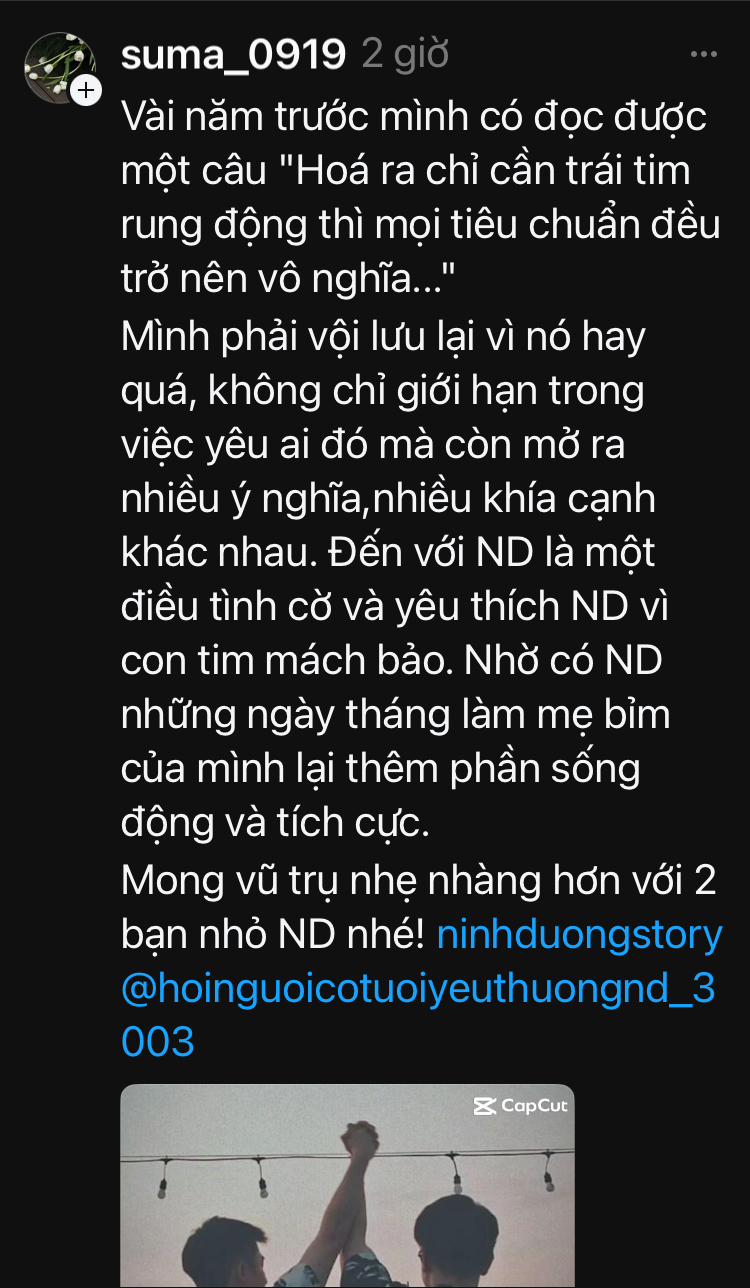 suma_0919 2 giờ
Vài năm trước mình có đọc được
một câu "Hoá ra chỉ cần trái tim
rung động thì mọi tiêu chuẩn đều
trở nên vô nghĩa..."
Mình phải vội lưu lại vì nó hay
quá, không chỉ giới hạn trong
việc yêu ai đó mà còn mở ra
nhiều ý nghĩa,nhiều khía cạnh
khác nhau. Đến với ND là một
điều tình cờ và yêu thích ND vì
con tim mách bảo. Nhờ có ND
những ngày tháng làm mẹ bỉm
của mình lại thêm phần sống
động và tích cực.
Mong vũ trụ nhẹ nhàng hơn với 2
bạn nhỏ ND nhé! ninhduongstory
@hoinguoicotuoiyeuthuongnd_3
003
CapCut